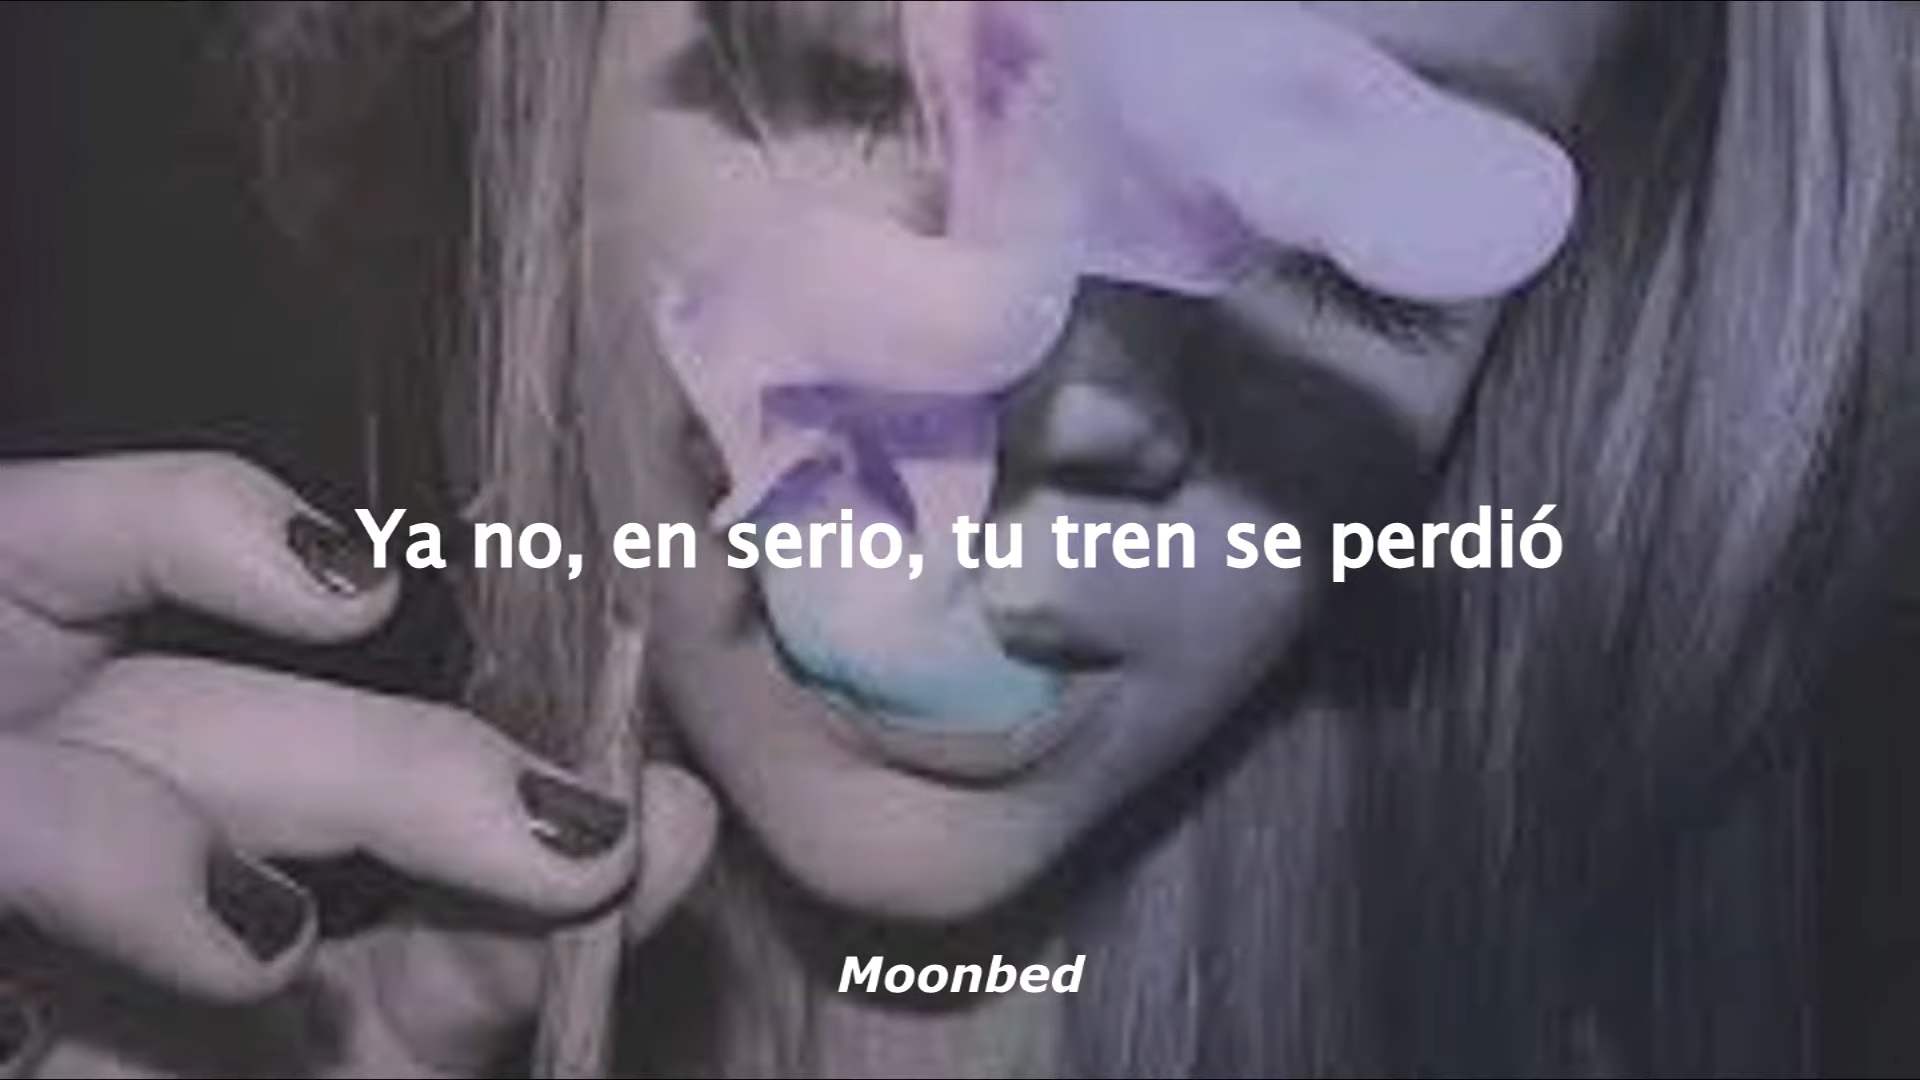 Ya no, en serio, tu tren se perdió
Moonbed